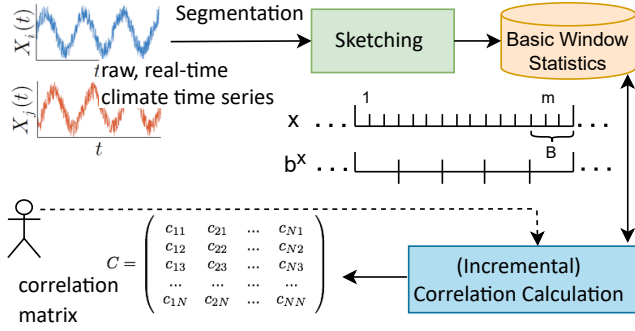 X_i(t)
t
raw, real-time
climate time series
X_j(t)
t
Segmentation
Sketching
Basic Window
Statistics
1
m
x
...
...
B
b^x
...
...
C = ( c_11 c_21 ... c_N1
c_12 c_22 ... c_N2
c_13 c_23 ... c_N3
... ... ... ...
c_1N c_2N ... c_NN )
correlation
matrix
(Incremental)
Correlation Calculation